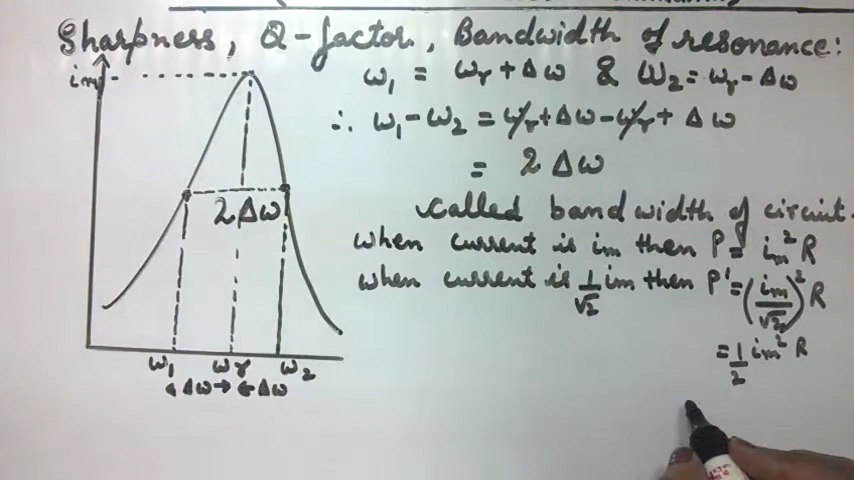 Sharpness, Q-factor, Bandwidth of resonance:
im
ω₁ = ωᵣ + Δω & ω₂ = ωᵣ - Δω
∴ ω₁ - ω₂ = ωᵣ + Δω - ωᵣ + Δω
= 2 Δω
2Δω
called bandwidth of circuit.
when current is im then P = im² R
when current is 1/√2 im then P' = (im/√2)² R
= 1/2 im² R
ω₁ ωᵣ ω₂
←Δω→←Δω